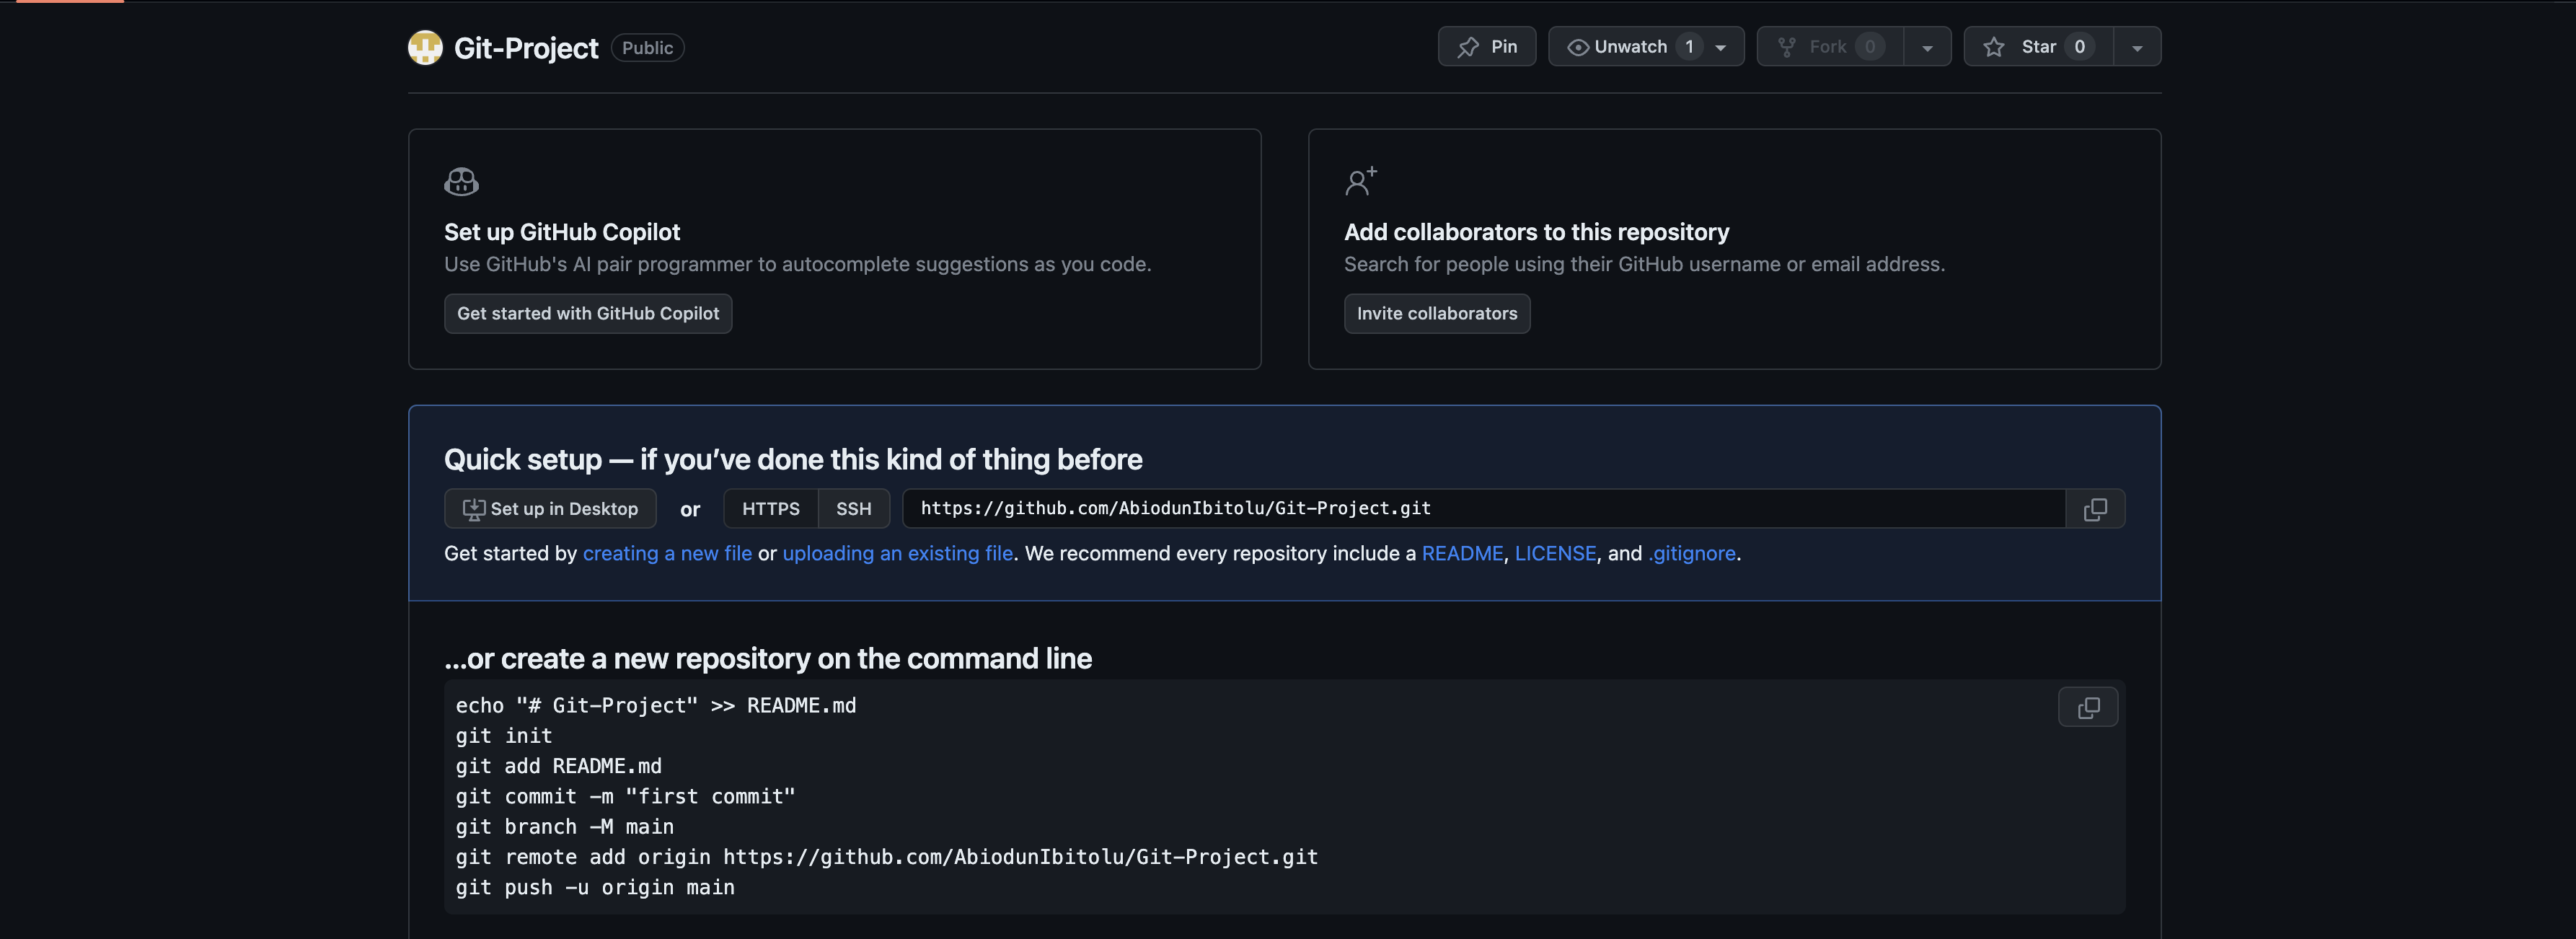 Git-Project Public
Pin Unwatch 1 Fork 0 Star 0
Set up GitHub Copilot
Use GitHub's AI pair programmer to autocomplete suggestions as you code.
Get started with GitHub Copilot
Add collaborators to this repository
Search for people using their GitHub username or email address.
Invite collaborators
Quick setup — if you’ve done this kind of thing before
Set up in Desktop or HTTPS SSH https://github.com/AbiodunIbitolu/Git-Project.git
Get started by creating a new file or uploading an existing file. We recommend every repository include a README, LICENSE, and .gitignore.
…or create a new repository on the command line
echo "# Git-Project" >> README.md
git init
git add README.md
git commit -m "first commit"
git branch -M main
git remote add origin https://github.com/AbiodunIbitolu/Git-Project.git
git push -u origin main